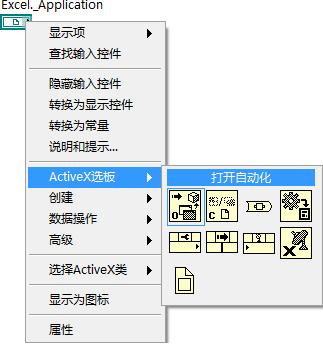 Excel._Application
显示项
查找输入控件
隐藏输入控件
转换为显示控件
转换为常量
说明和提示...
ActiveX选板
打开自动化
创建
数据操作
高级
选择ActiveX类
显示为图标
属性